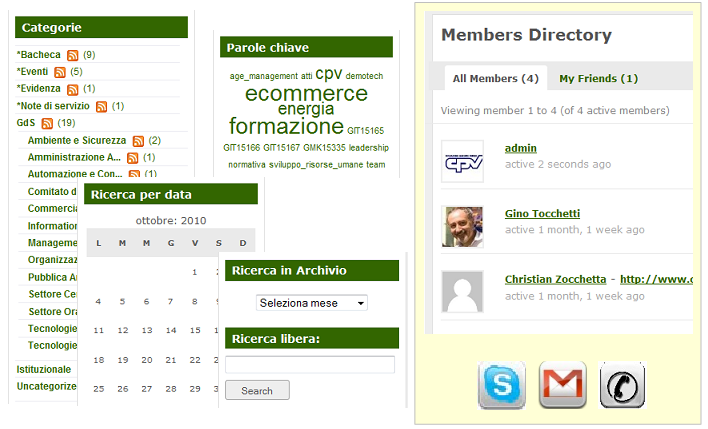 Categorie
*Bacheca (9)
*Eventi (5)
*Evidenza (1)
*Note di servizio (1)
GdS (19)
Ambiente e Sicurezza (2)
Amministrazione A... (1)
Automazione e Con... (1)
Comitato d
Commercia
Information
Manageme
Organizzaz
Pubblica Am
Settore Cer
Settore Ora
Tecnologie
Tecnologie
Istituzionale
Uncategorize
Parole chiave
age_management atti cpv demotech
ecommerce
energia
formazione GIT15165
GIT15166 GIT15167 GMK15335 leadership
normativa sviluppo_risorse_umane team
Ricerca per data
ottobre: 2010
L M M G V S D
1 2
4 5 6 7 8 9
11 12 13 14 15
18 19 20 21 22
25 26 27 28 29
Ricerca in Archivio
Seleziona mese
Ricerca libera:
Search
Members Directory
All Members (4) My Friends (1)
Viewing member 1 to 4 (of 4 active members)
cpv
admin
active 2 seconds ago
Gino Tocchetti
active 1 month, 1 week ago
Christian Zocchetta - http://www.c
active 1 month, 1 week ago